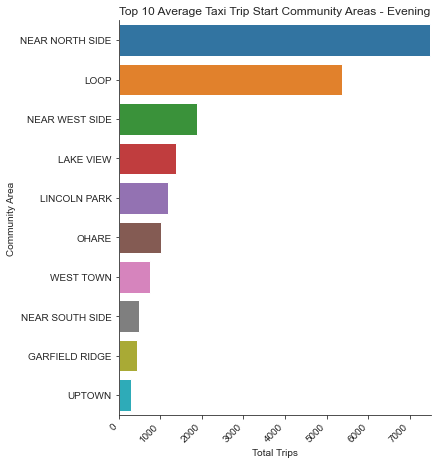 Top 10 Average Taxi Trip Start Community Areas - Evening
NEAR NORTH SIDE
LOOP
NEAR WEST SIDE
LAKE VIEW
LINCOLN PARK
OHARE
WEST TOWN
NEAR SOUTH SIDE
GARFIELD RIDGE
UPTOWN
Community Area
0 1000 2000 3000 4000 5000 6000 7000
Total Trips